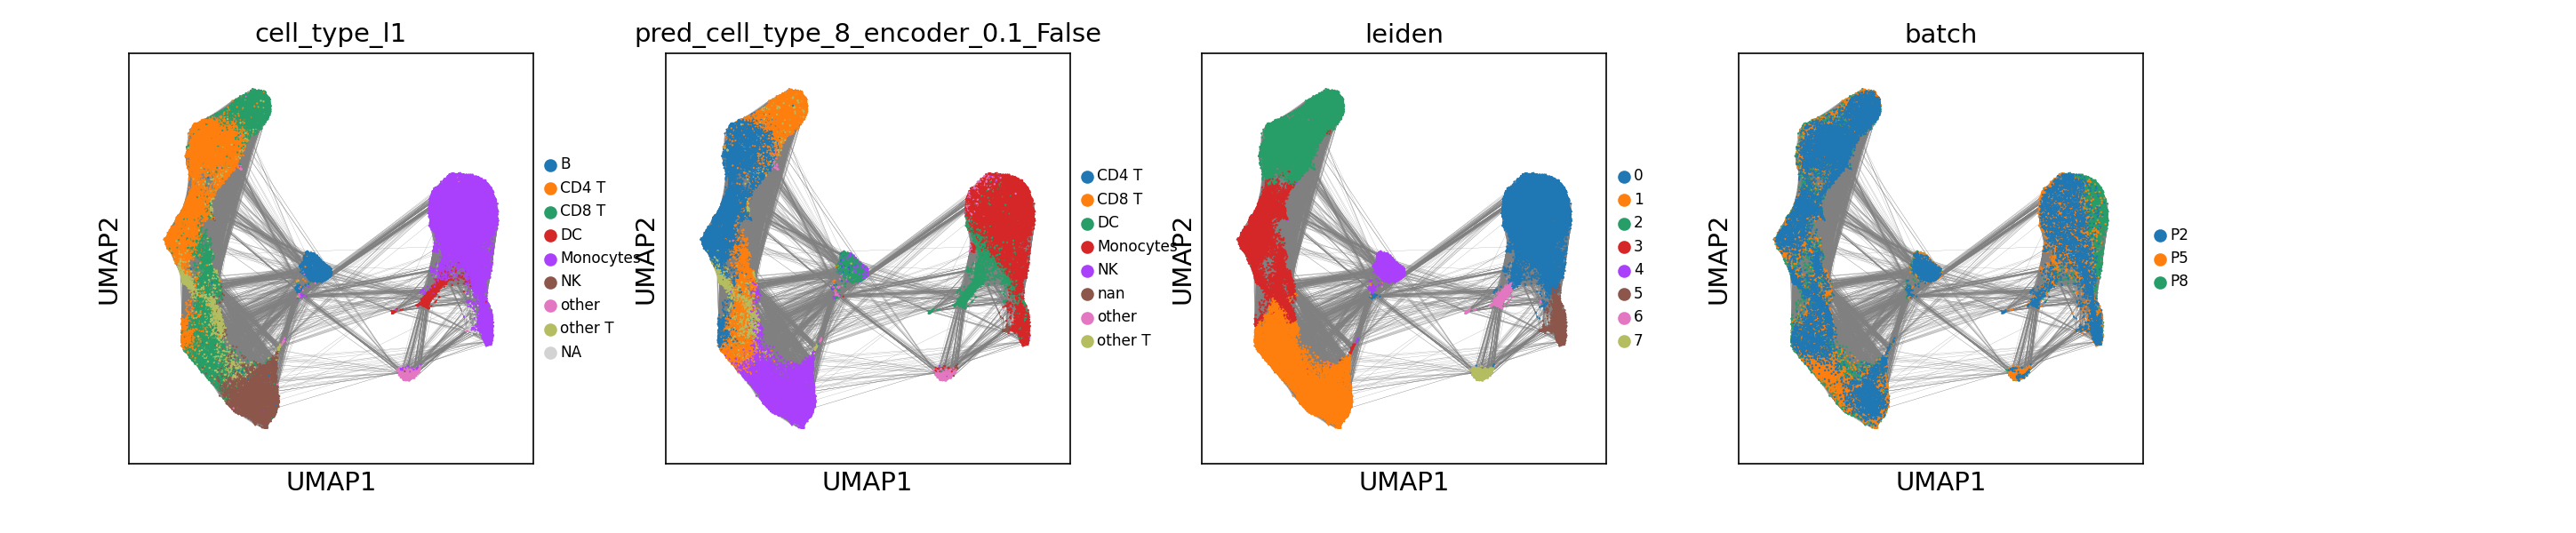 cell_type_l1
UMAP2
UMAP1
B
CD4 T
CD8 T
DC
Monocytes
NK
other
other T
NA
pred_cell_type_8_encoder_0.1_False
UMAP2
UMAP1
CD4 T
CD8 T
DC
Monocytes
NK
nan
other
other T
leiden
UMAP2
UMAP1
0
1
2
3
4
5
6
7
batch
UMAP2
UMAP1
P2
P5
P8